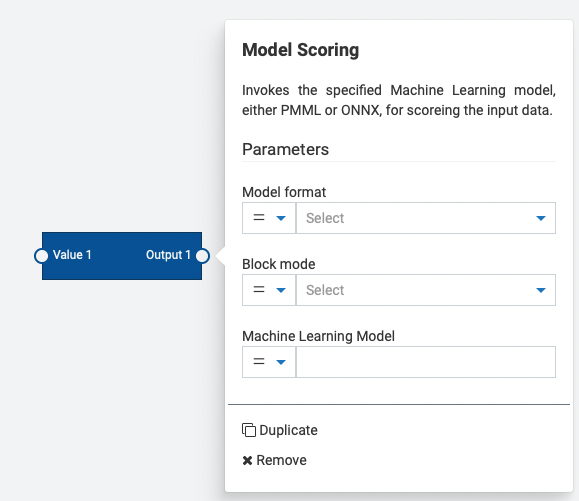 Model Scoring
Invokes the specified Machine Learning model,
either PMML or ONNX, for scoreing the input data.
Parameters
Model format
= Select
Value 1 Output 1
Block mode
= Select
Machine Learning Model
=
Duplicate
Remove